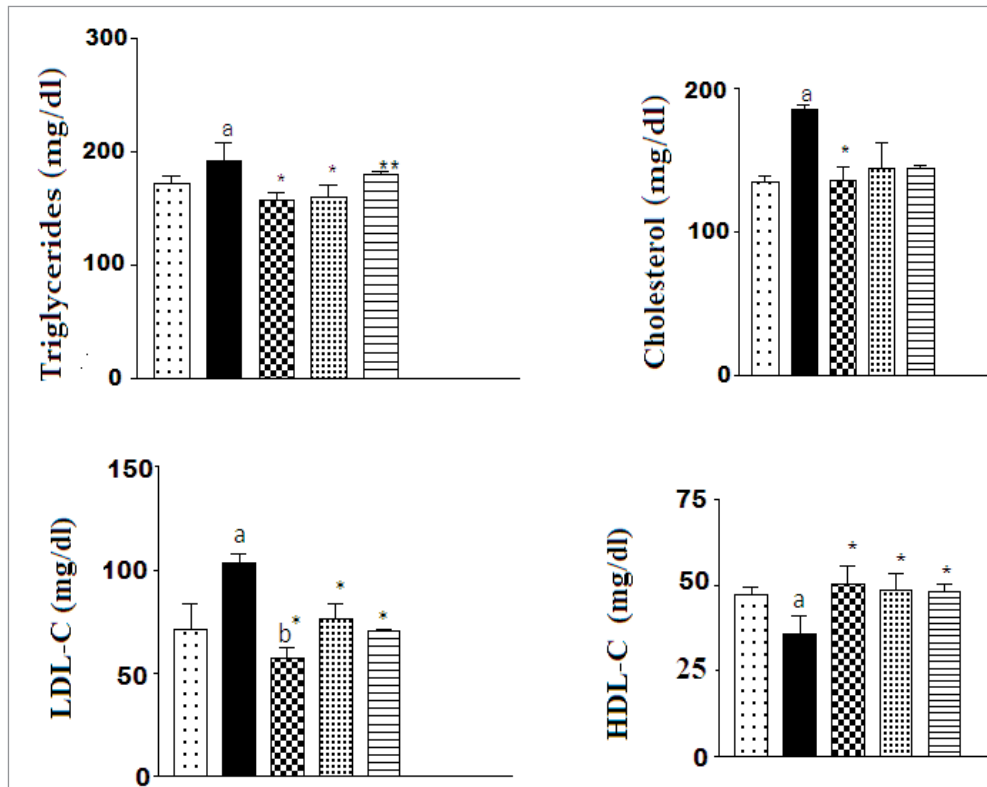 Triglycerides (mg/dl)
300
200
100
0
a
*
*
**
Cholesterol (mg/dl)
200
100
0
a
*
LDL-C (mg/dl)
150
100
50
0
a
b*
*
*
HDL-C (mg/dl)
75
50
25
0
a
*
*
*